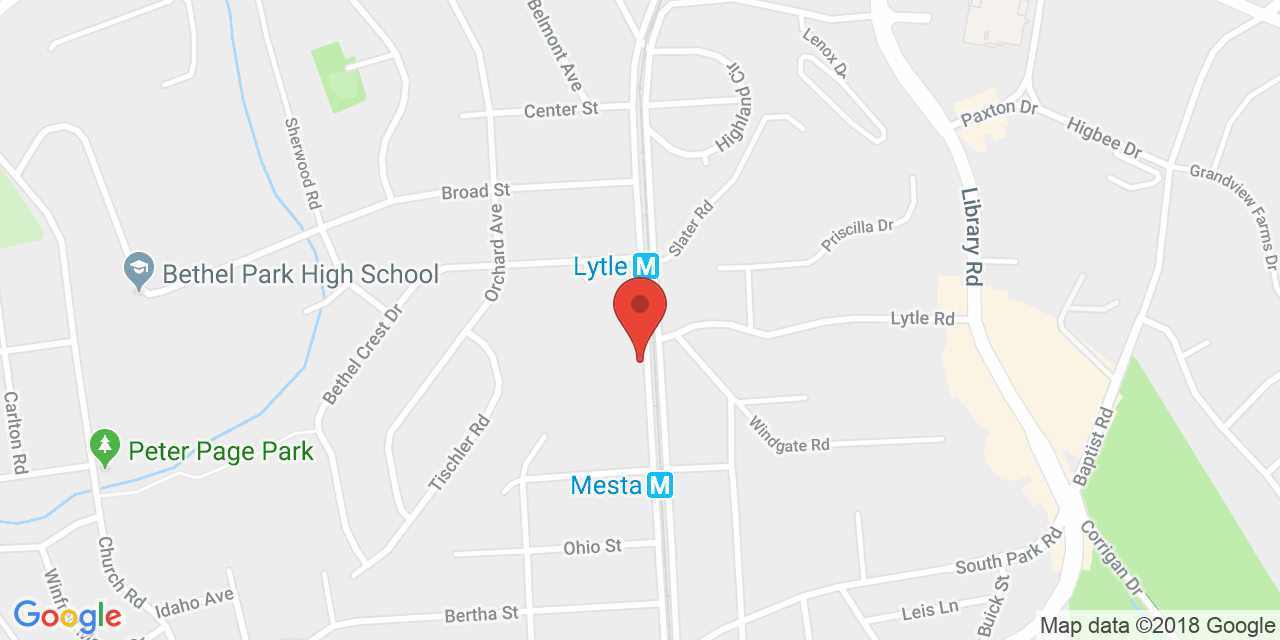 Belmont Ave
Lenox Dr
Center St
Highland Cir
Paxton Dr
Higbee Dr
Sherwood Rd
Broad St
Grandview Farms Dr
Orchard Ave
Slater Rd
Priscilla Dr
Library Rd
Lytle M
Bethel Park High School
Bethel Crest Dr
Lytle Rd
Carlton Rd
Peter Page Park
Tischler Rd
Windgate Rd
Baptist Rd
Mesta M
Ohio St
South Park Rd
Corrigan Dr
Church Rd
Idaho Ave
Bertha St
Leis Ln
Buick St
Google
Map data ©2018 Google